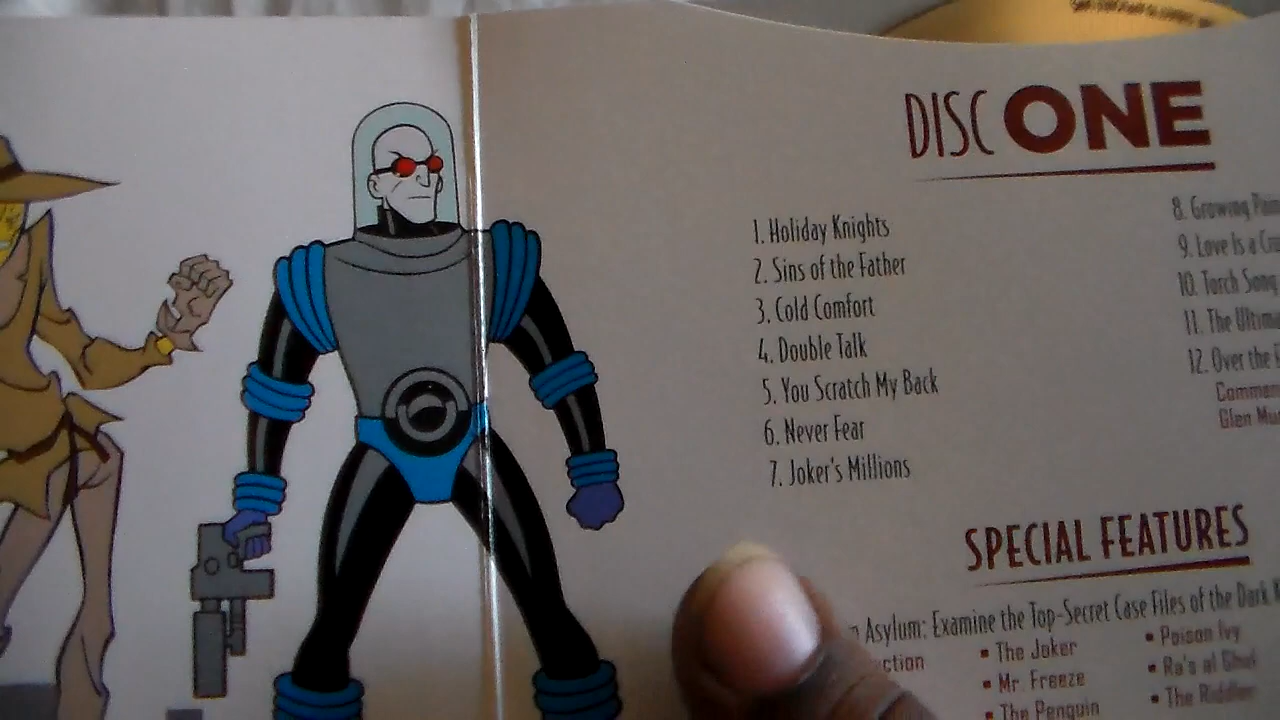 DISC ONE
1. Holiday Knights
2. Sins of the Father
3. Cold Comfort
4. Double Talk
5. You Scratch My Back
6. Never Fear
7. Joker's Millions
8. Growing
9. Love Is a
10. Torch Song
11. The
12. Over the
SPECIAL FEATURES
Asylum: Examine the Top-Secret Case Files of the Dark
• The Joker
• Mr. Freeze
• The Penguin
• Poison Ivy
• Ra's al Ghul
• The Riddler